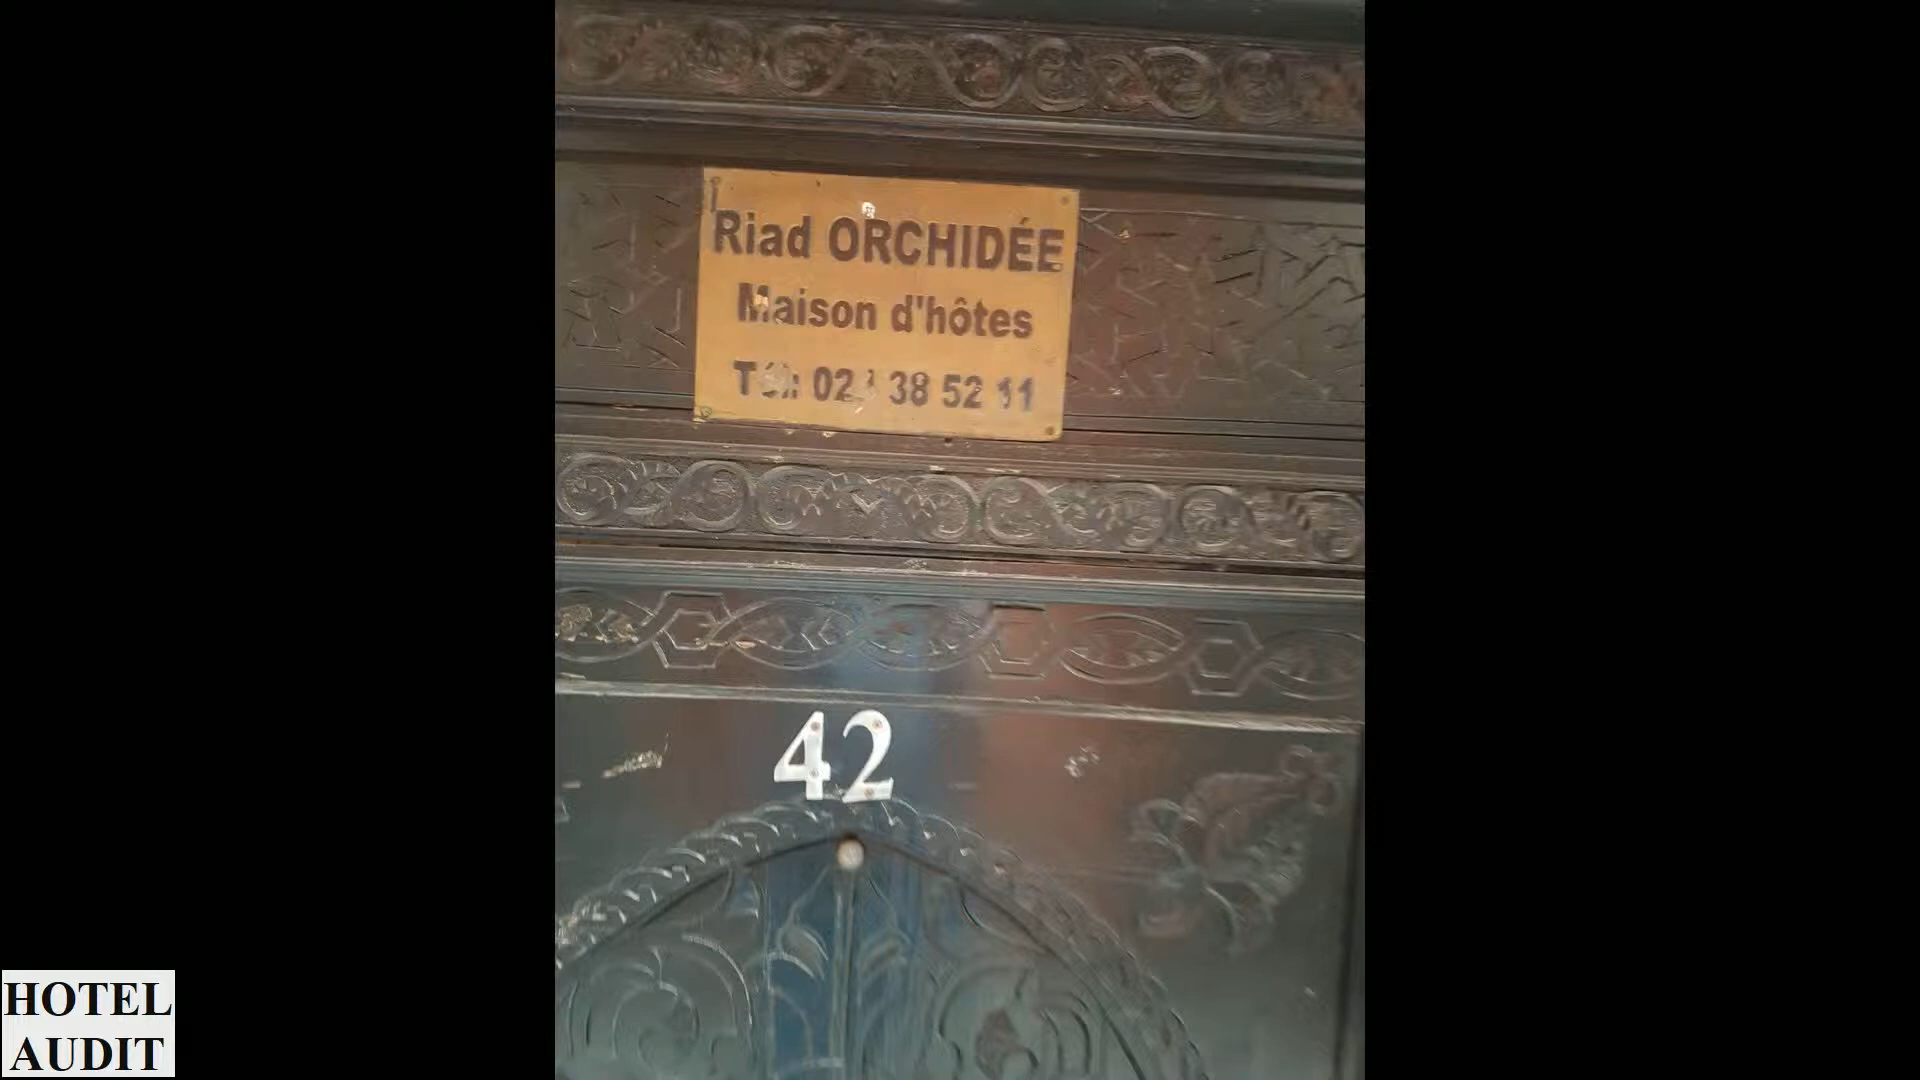 Riad ORCHIDÉE
Maison d'hôtes
38 52 11
42
HOTEL
AUDIT